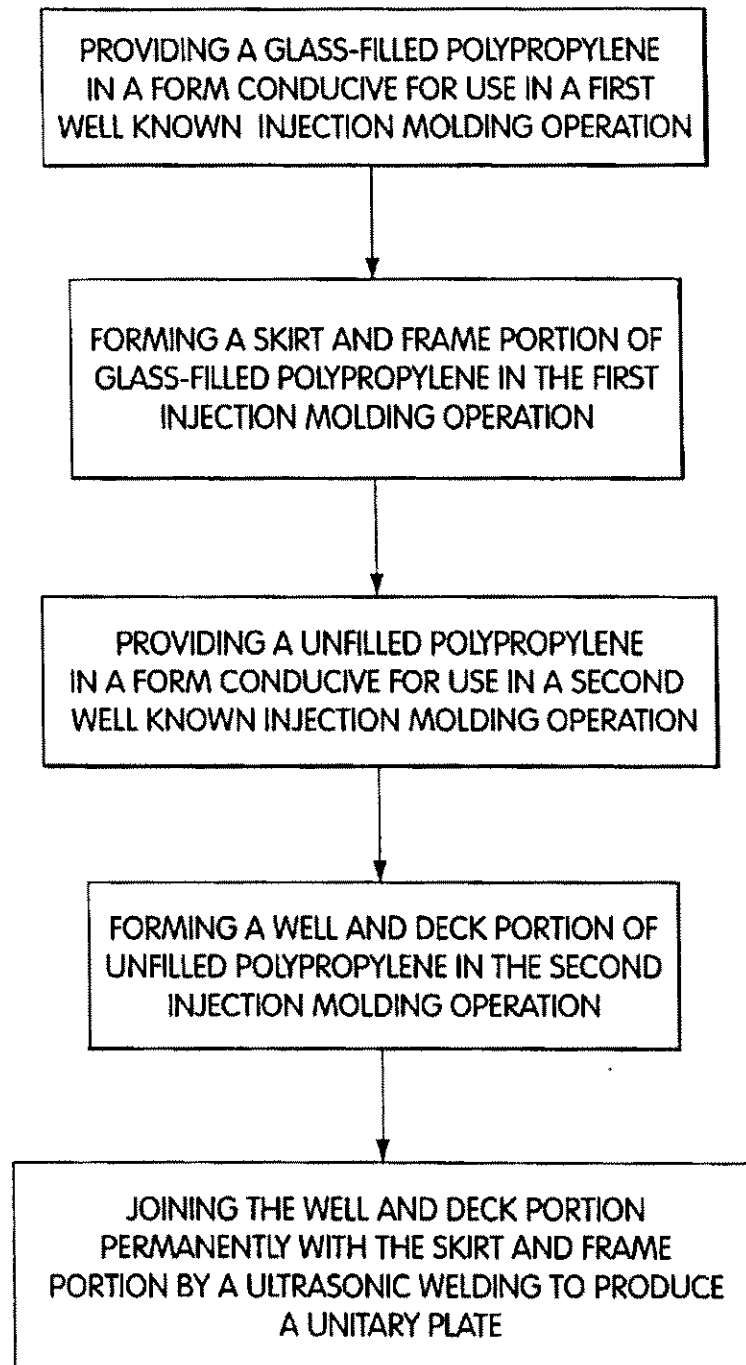 PROVIDING A GLASS-FILLED POLYPROPYLENE
IN A FORM CONDUCIVE FOR USE IN A FIRST
WELL KNOWN INJECTION MOLDING OPERATION
FORMING A SKIRT AND FRAME PORTION OF
GLASS-FILLED POLYPROPYLENE IN THE FIRST
INJECTION MOLDING OPERATION
PROVIDING A UNFILLED POLYPROPYLENE
IN A FORM CONDUCIVE FOR USE IN A SECOND
WELL KNOWN INJECTION MOLDING OPERATION
FORMING A WELL AND DECK PORTION OF
UNFILLED POLYPROPYLENE IN THE SECOND
INJECTION MOLDING OPERATION
JOINING THE WELL AND DECK PORTION
PERMANENTLY WITH THE SKIRT AND FRAME
PORTION BY A ULTRASONIC WELDING TO PRODUCE
A UNITARY PLATE